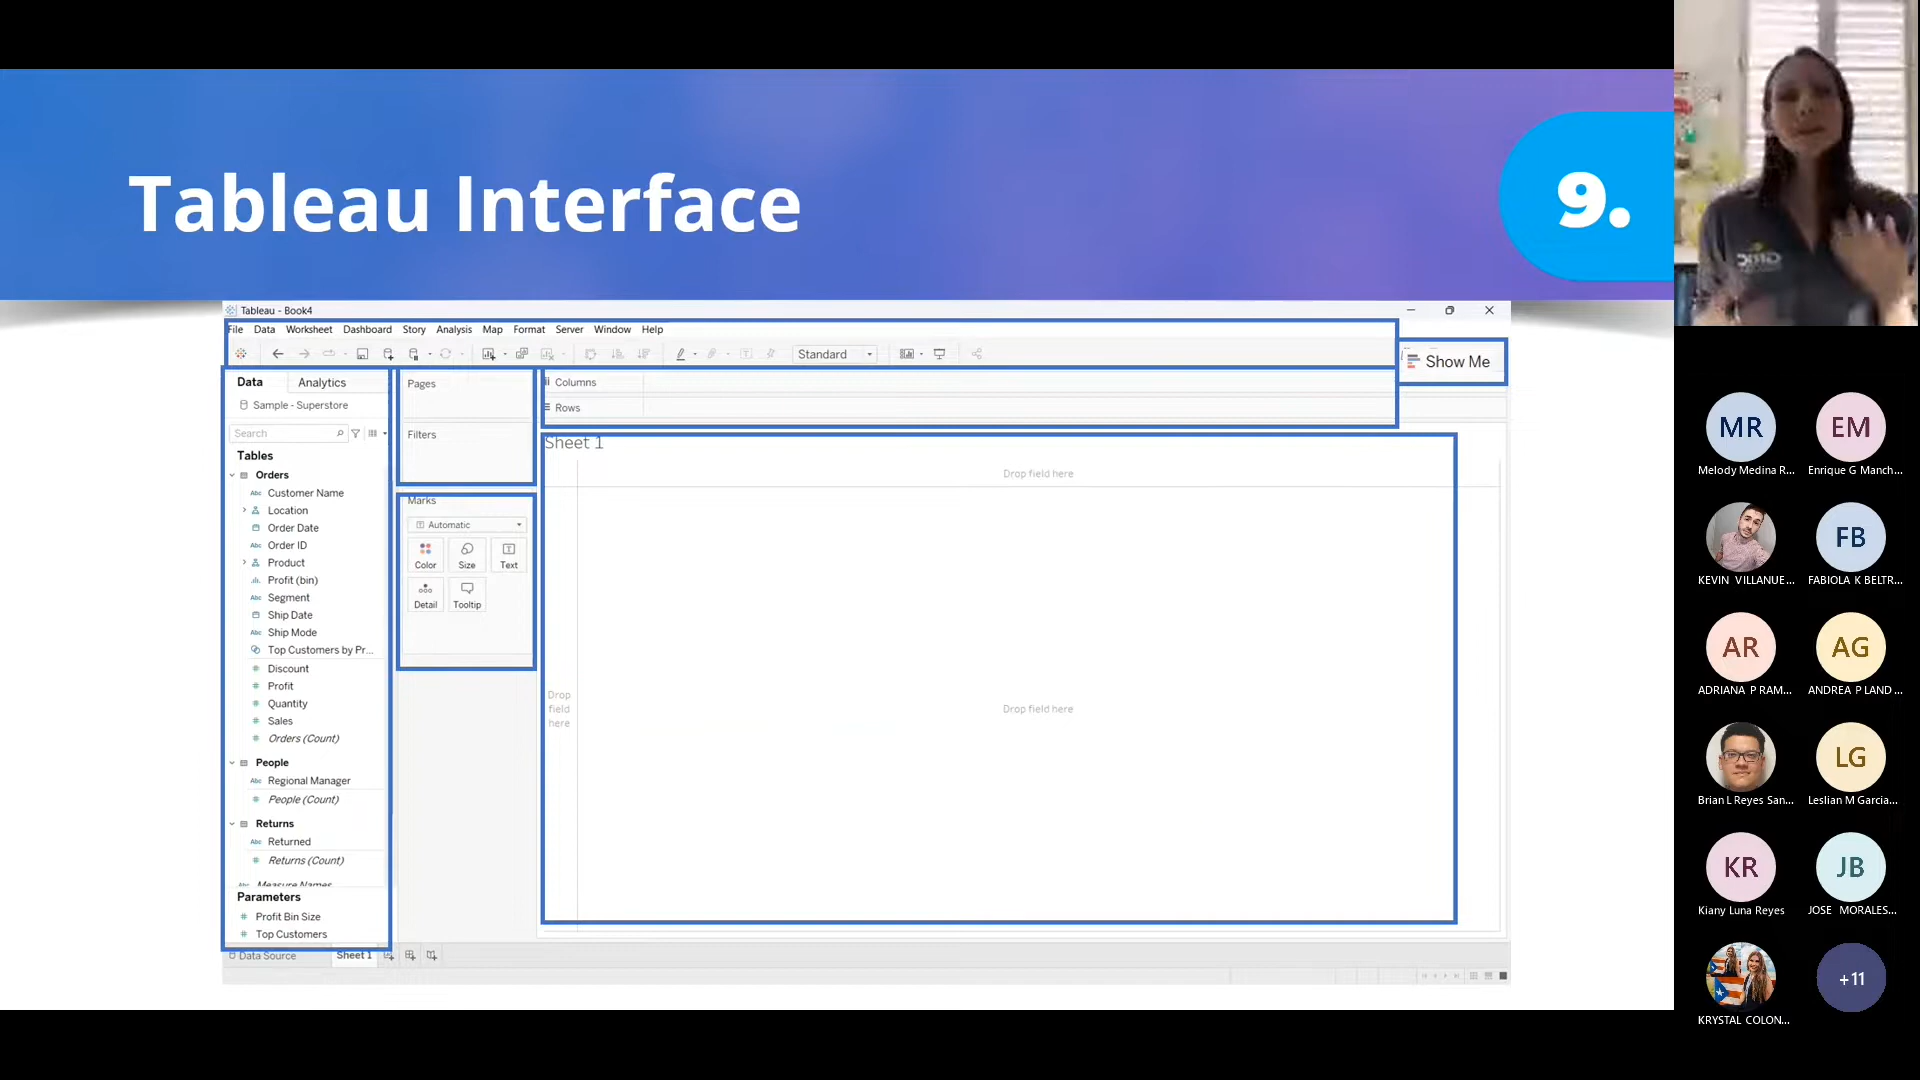 Tableau Interface
9.
Tableau - Book4
File Data Worksheet Dashboard Story Analysis Map Format Server Window Help
Standard
Show Me
Data Analytics
Sample - Superstore
Search
Tables
Orders
Customer Name
Location
Order Date
Order ID
Product
Profit (bin)
Segment
Ship Date
Ship Mode
Top Customers by Pr...
Discount
Profit
Quantity
Sales
Orders (Count)
People
Regional Manager
People (Count)
Returns
Returned
Returns (Count)
Measure Names
Parameters
Profit Bin Size
Top Customers
Pages
Filters
Marks
Automatic
Color Size Text
Detail Tooltip
Columns
Rows
Sheet 1
Drop field here
Drop
field
here
Drop field here
Data Source Sheet 1
MR EM
Melody Medina R... Enrique G Manch...
FB
KEVIN VILLANUE... FABIOLA K BELTR...
AR AG
ADRIANA P RAM... ANDREA P LAND...
LG
Brian L Reyes San... Leslian M Garcia...
KR JB
Kiany Luna Reyes JOSE MORALES...
+11
KRYSTAL COLON...